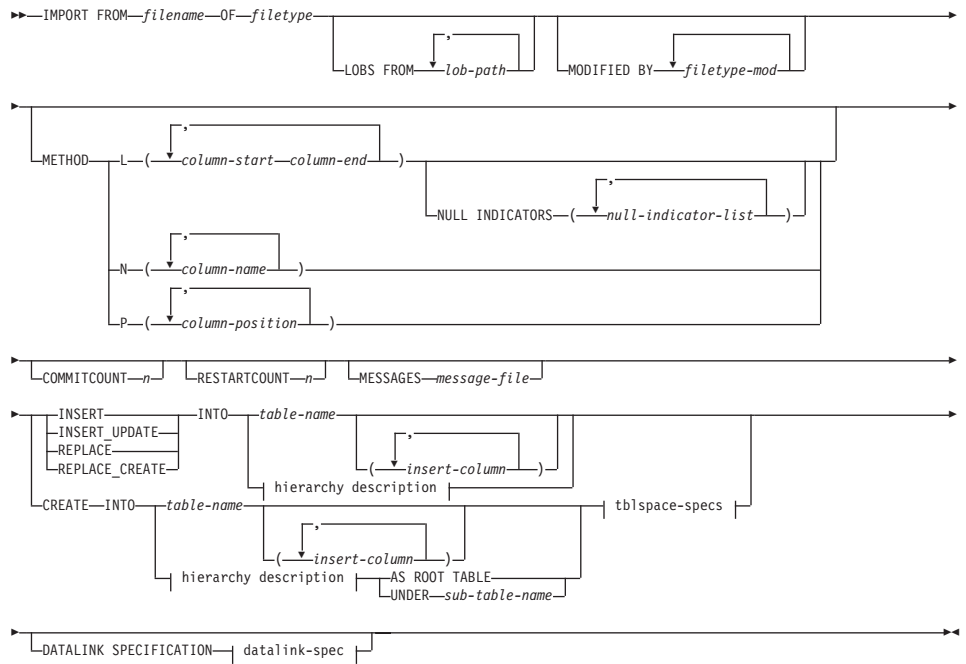 IMPORT FROM filename OF filetype
,
LOBS FROM lob-path
,
MODIFIED BY filetype-mod
METHOD L ( column-start column-end )
,
NULL INDICATORS ( null-indicator-list )
,
N ( column-name )
,
P ( column-position )
,
COMMITCOUNT n RESTARTCOUNT n MESSAGES message-file
INSERT INTO table-name
INSERT_UPDATE
REPLACE
REPLACE_CREATE
,
( insert-column )
hierarchy description
CREATE INTO table-name tblspace-specs
,
( insert-column )
hierarchy description AS ROOT TABLE
UNDER sub-table-name
DATALINK SPECIFICATION datalink-spec